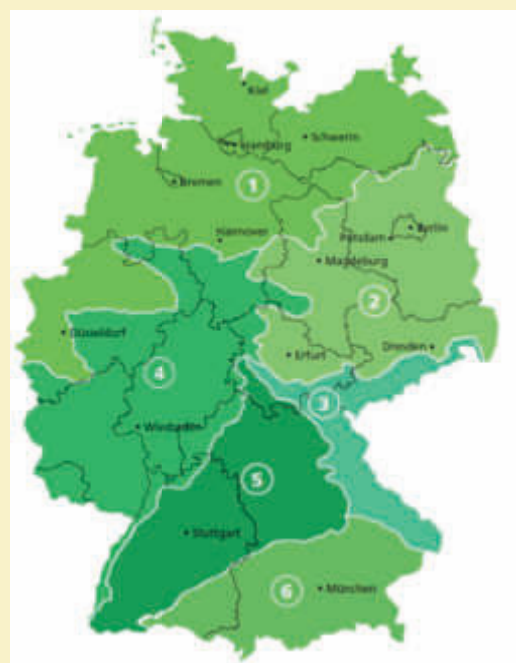 Kiel
Schwerin
Hamburg
Bremen
1
Hannover
Berlin
Potsdam
Magdeburg
2
Düsseldorf
Erfurt
Dresden
4
3
Wiesbaden
5
Stuttgart
6
München